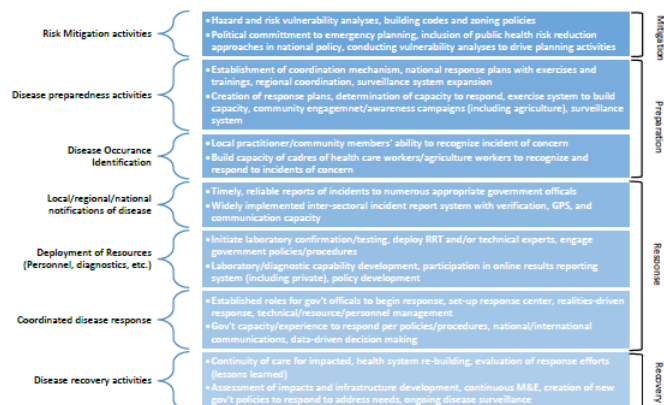 Risk Mitigation activities
• Hazard and risk vulnerability analyses, building codes and zoning policies
• Political committment to emergency planning, inclusion of public health risk reduction
approaches in national policy, conducting vulnerability analyses to drive planning activities
Mitigation
Disease preparedness activities
• Establishment of coordination mechanism, national response plans with exercises and
trainings, regional coordination, surveillance system expansion
• Creation of response plans, determination of capacity to respond, exercise system to build
capacity, community engagemnet/awareness campaigns (including agriculture), surveillance
system
Preparation
Disease Occurance
Identification
• Local practitioner/community members' ability to recognize incident of concern
• Build capacity of cadres of health care workers/agriculture workers to recognize and
respond to incidents of concern
Local/regional/national
notifications of disease
• Timely, reliable reports of incidents to numerous appropriate government officals
• Widely implemented inter-sectoral incident report system with verification, GPS, and
communication capacity
Deployment of Resources
(Personnel, diagnostics, etc.)
• Initiate laboratory confirmation/testing, deploy RRT and/or technical experts, engage
government policies/procedures
• Laboratory/diagnostic capability development, participation in online results reporting
system (including private), policy development
Response
Coordinated disease response
• Established roles for gov't officals to begin response, set-up response center, realities-driven
response, technical/resource/personnel management
• Gov't capacity/experience to respond per policies/procedures, national/international
communications, data-driven decision making
Disease recovery activities
• Continuity of care for impacted, health system re-building, evaluation of response efforts
(lessons learned)
• Assessment of impacts and infrastructure development, continuous M&E, creation of new
gov't policies to respond to address needs, ongoing disease surveillance
Recovery